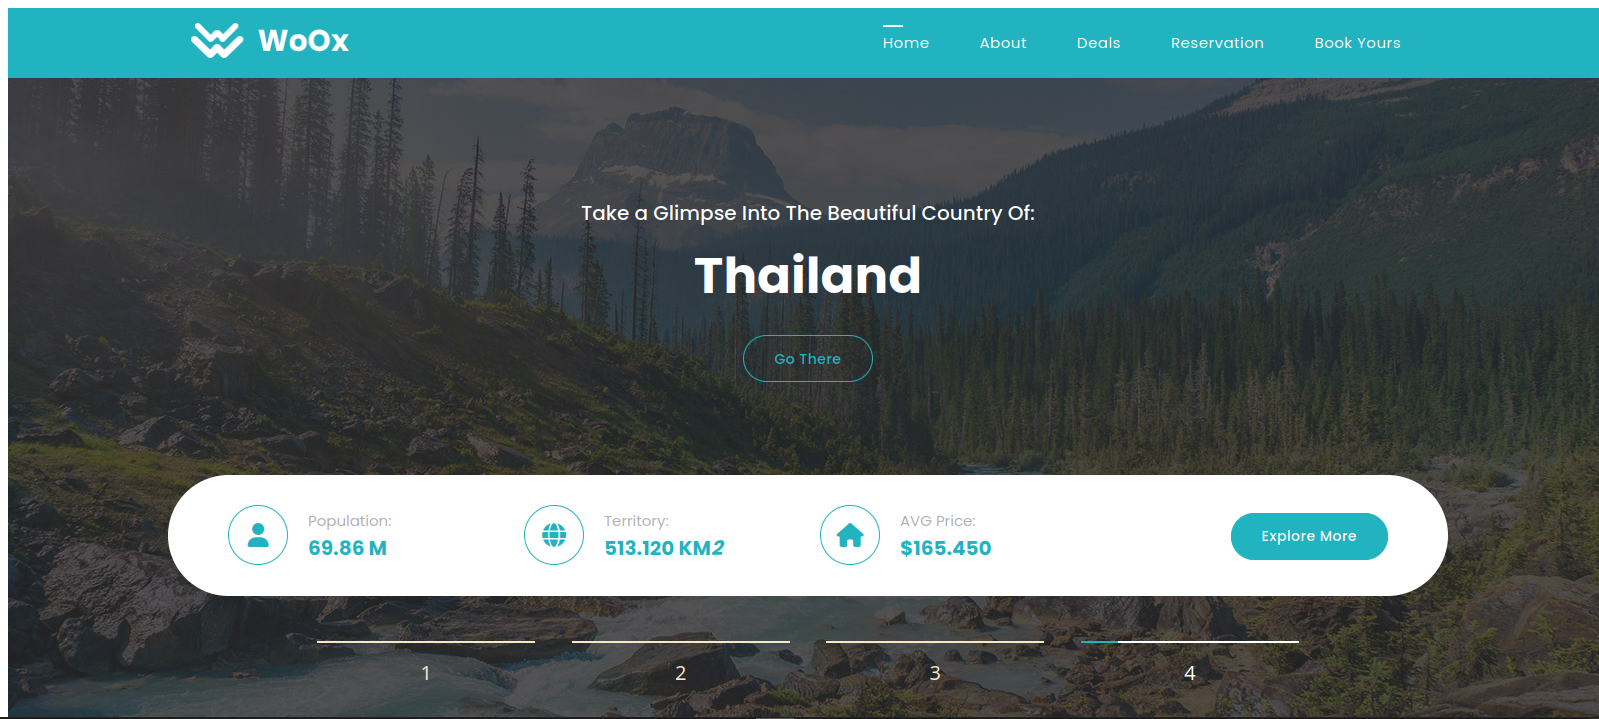 WoOx
Home About Deals Reservation Book Yours
Take a Glimpse Into The Beautiful Country Of:
Thailand
Go There
Population:
69.86 M
Territory:
513.120 KM2
AVG Price:
$165.450
Explore More
1 2 3 4